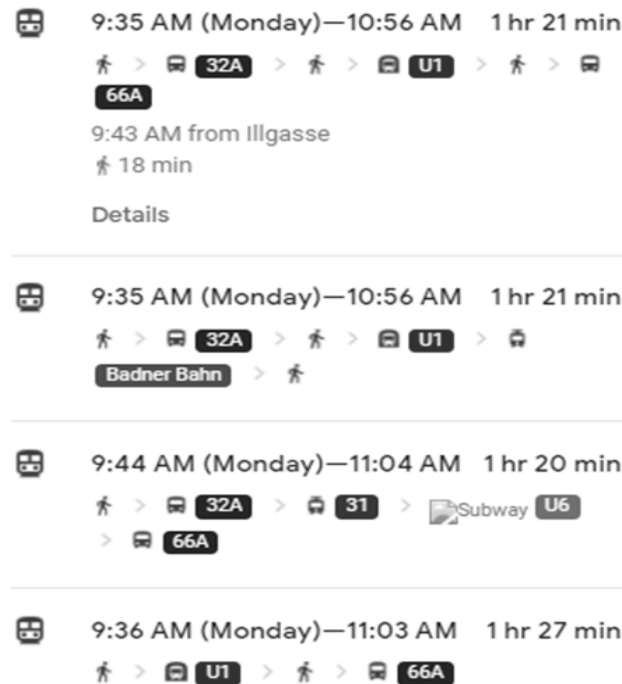 9:35 AM (Monday)—10:56 AM 1 hr 21 min
32A U1
66A
9:43 AM from Illgasse
18 min
Details
9:35 AM (Monday)—10:56 AM 1 hr 21 min
32A U1
Badner Bahn
9:44 AM (Monday)—11:04 AM 1 hr 20 min
32A 31 Subway U6
66A
9:36 AM (Monday)—11:03 AM 1 hr 27 min
U1 66A